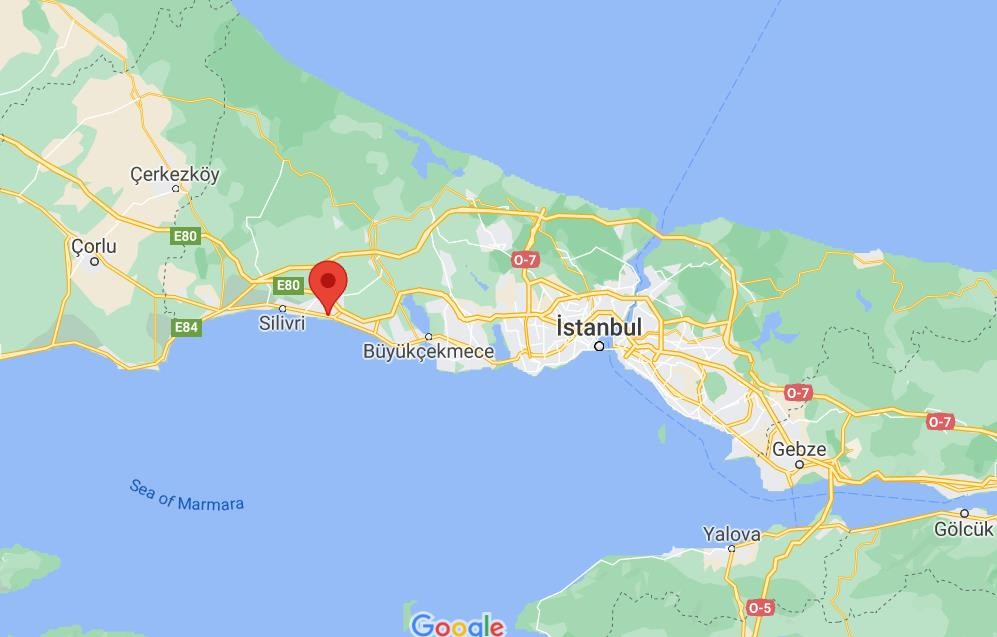 Çerkezköy
E80
Çorlu
O-7
E80
Silivri
E84
İstanbul
Büyükçekmece
O-7
O-7
Gebze
Sea of Marmara
Gölcük
Yalova
O-5
Google